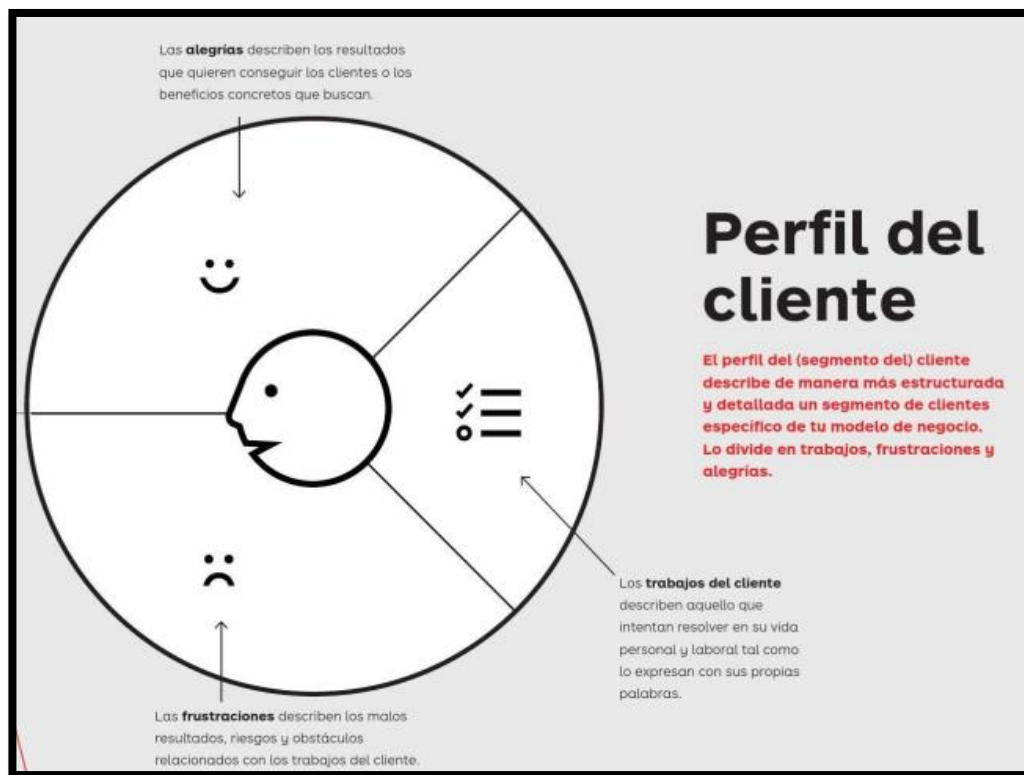 Las alegrías describen los resultados
que quieren conseguir los clientes o los
beneficios concretos que buscan.
Perfil del
cliente
El perfil del (segmento del) cliente
describe de manera más estructurada
y detallada un segmento de clientes
específico de tu modelo de negocio.
Lo divide en trabajos, frustraciones y
alegrías.
Los trabajos del cliente
describen aquello que
intentan resolver en su vida
personal y laboral tal como
lo expresan con sus propias
palabras.
Las frustraciones describen los malos
resultados, riesgos y obstáculos
relacionados con los trabajos del cliente.